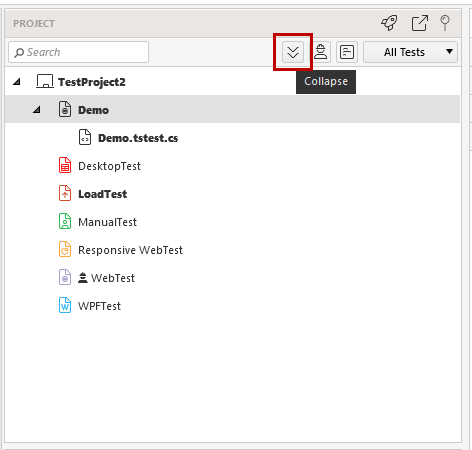 PROJECT
Search
All Tests
Collapse
TestProject2
Demo
Demo.tstest.cs
DesktopTest
LoadTest
ManualTest
Responsive WebTest
WebTest
WPFTest